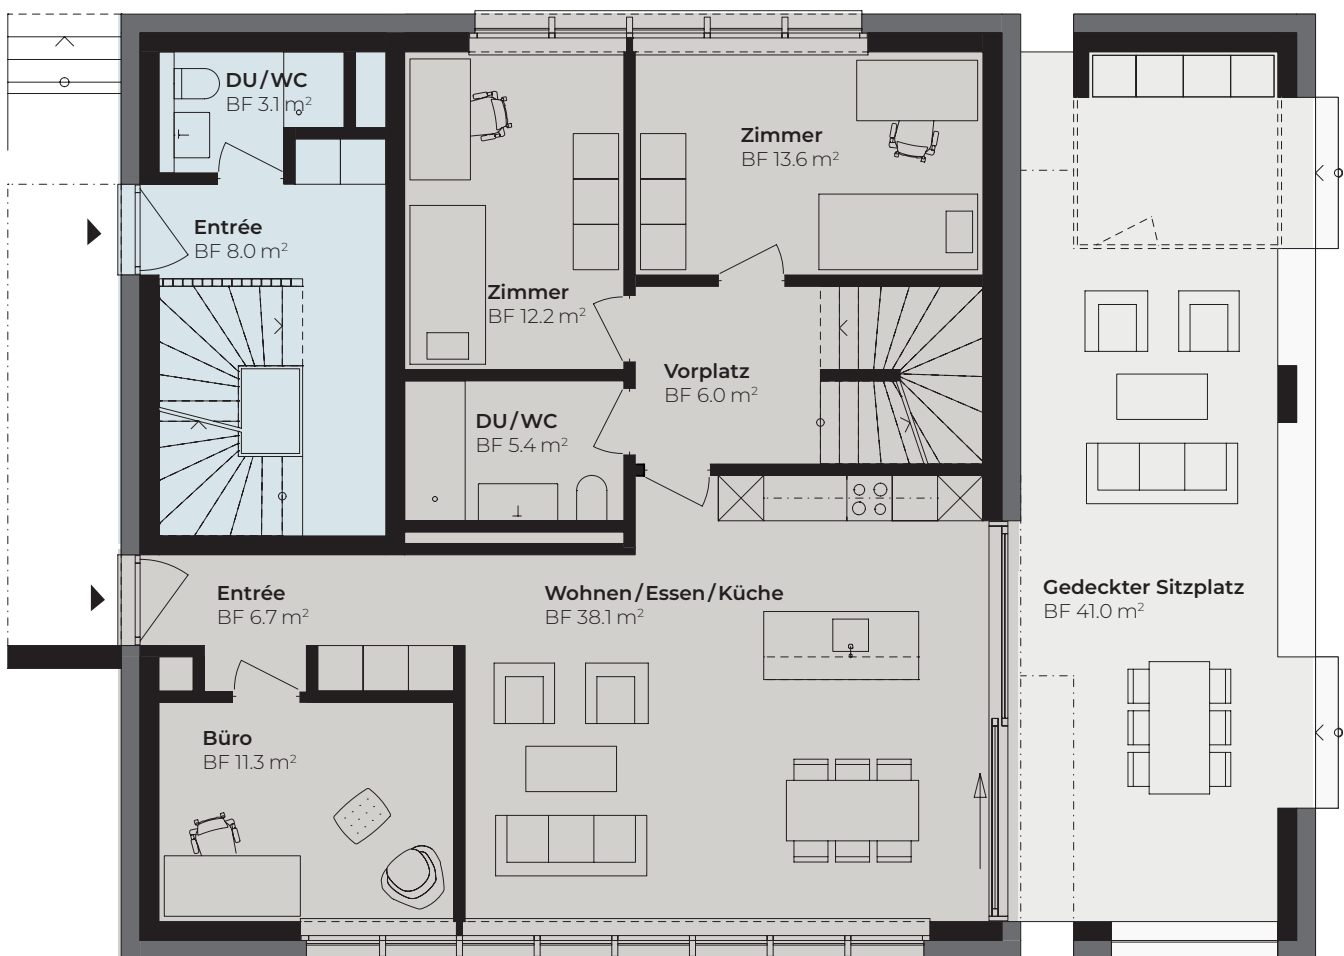 DU/WC
BF 3.1 m²
Zimmer
BF 13.6 m²
Entrée
BF 8.0 m²
Zimmer
BF 12.2 m²
Vorplatz
BF 6.0 m²
DU/WC
BF 5.4 m²
Entrée
BF 6.7 m²
Wohnen/Essen/Küche
BF 38.1 m²
Gedeckter Sitzplatz
BF 41.0 m²
Büro
BF 11.3 m²